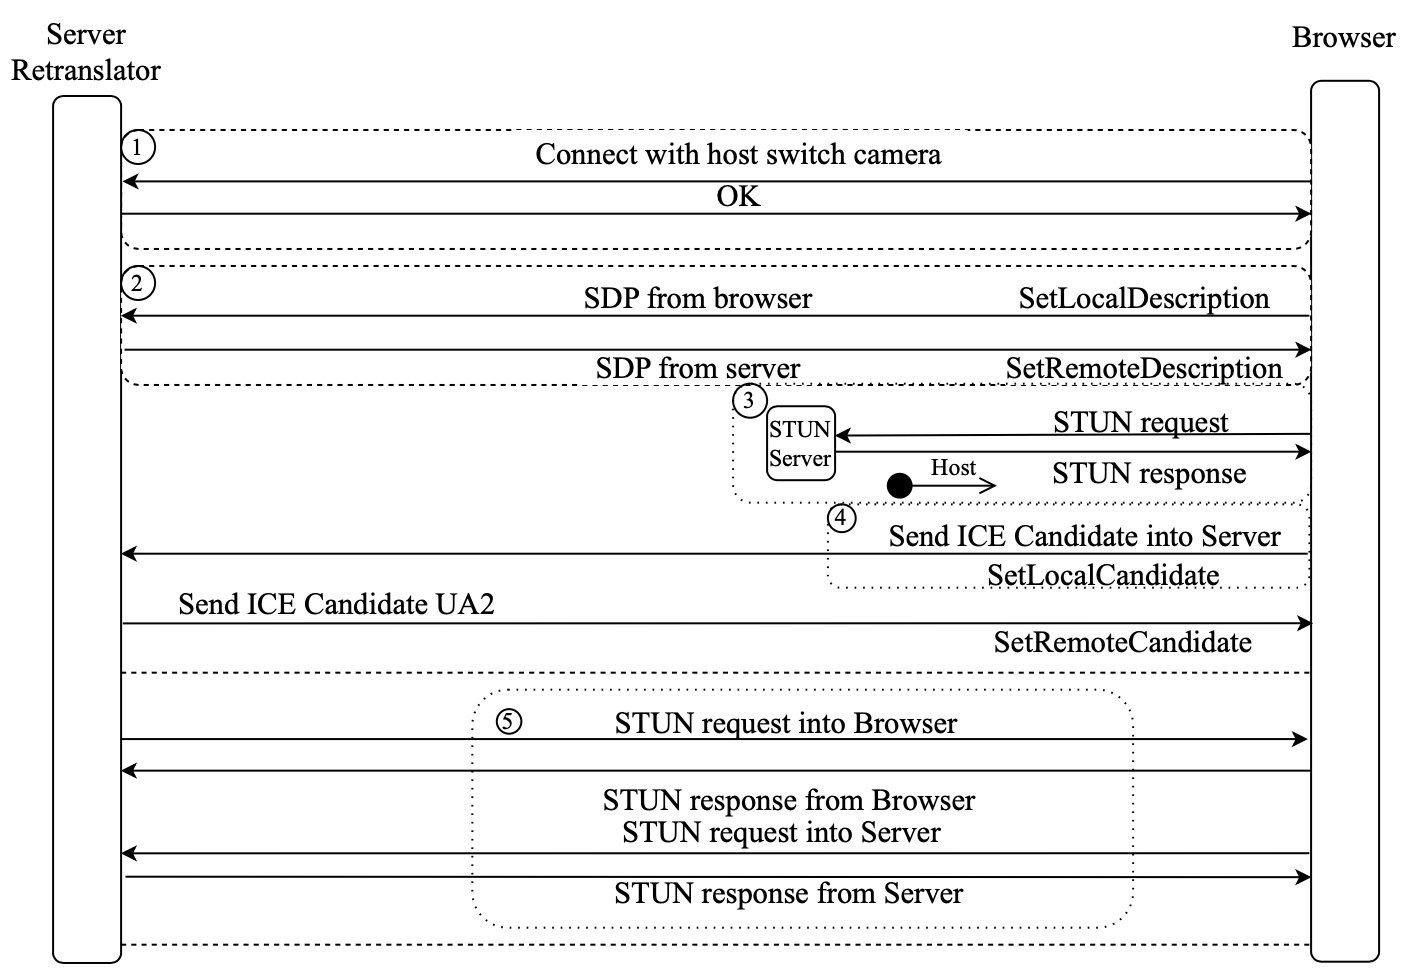 Server
Retranslator
Browser
1
Connect with host switch camera
OK
2
SDP from browser
SetLocalDescription
SDP from server
SetRemoteDescription
3
STUN
Server
STUN request
Host
STUN response
4
Send ICE Candidate into Server
SetLocalCandidate
Send ICE Candidate UA2
SetRemoteCandidate
5
STUN request into Browser
STUN response from Browser
STUN request into Server
STUN response from Server